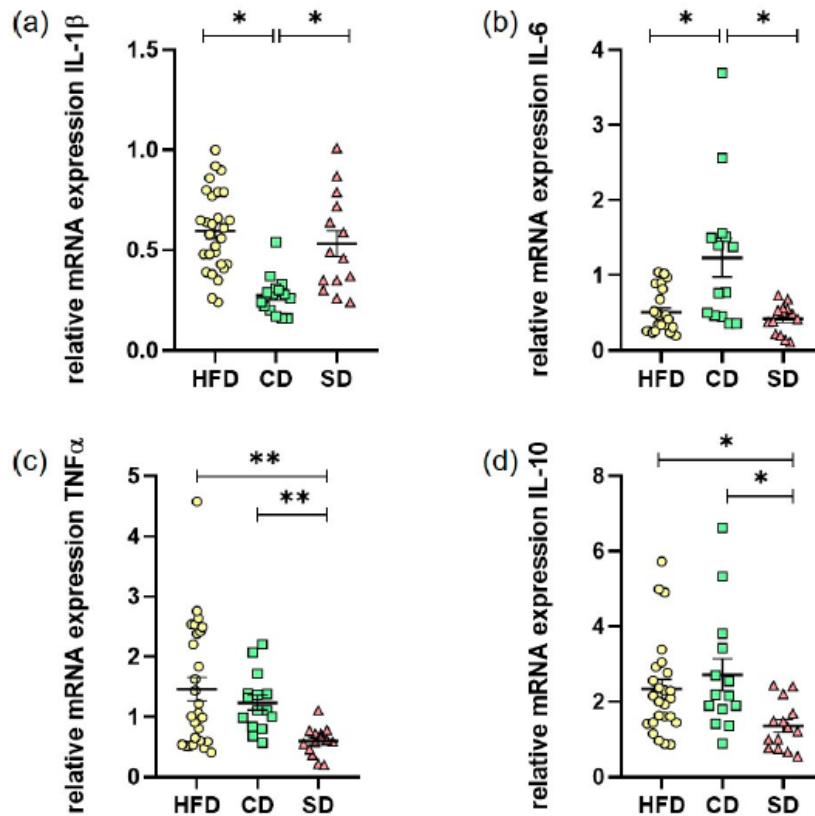 (a)
relative mRNA expression IL-1β
* *
1.5
1.0
0.5
0.0
HFD CD SD
(b)
relative mRNA expression IL-6
* *
4
3
2
1
0
HFD CD SD
(c)
relative mRNA expression TNFα
**
**
5
4
3
2
1
0
HFD CD SD
(d)
relative mRNA expression IL-10
*
*
8
6
4
2
0
HFD CD SD